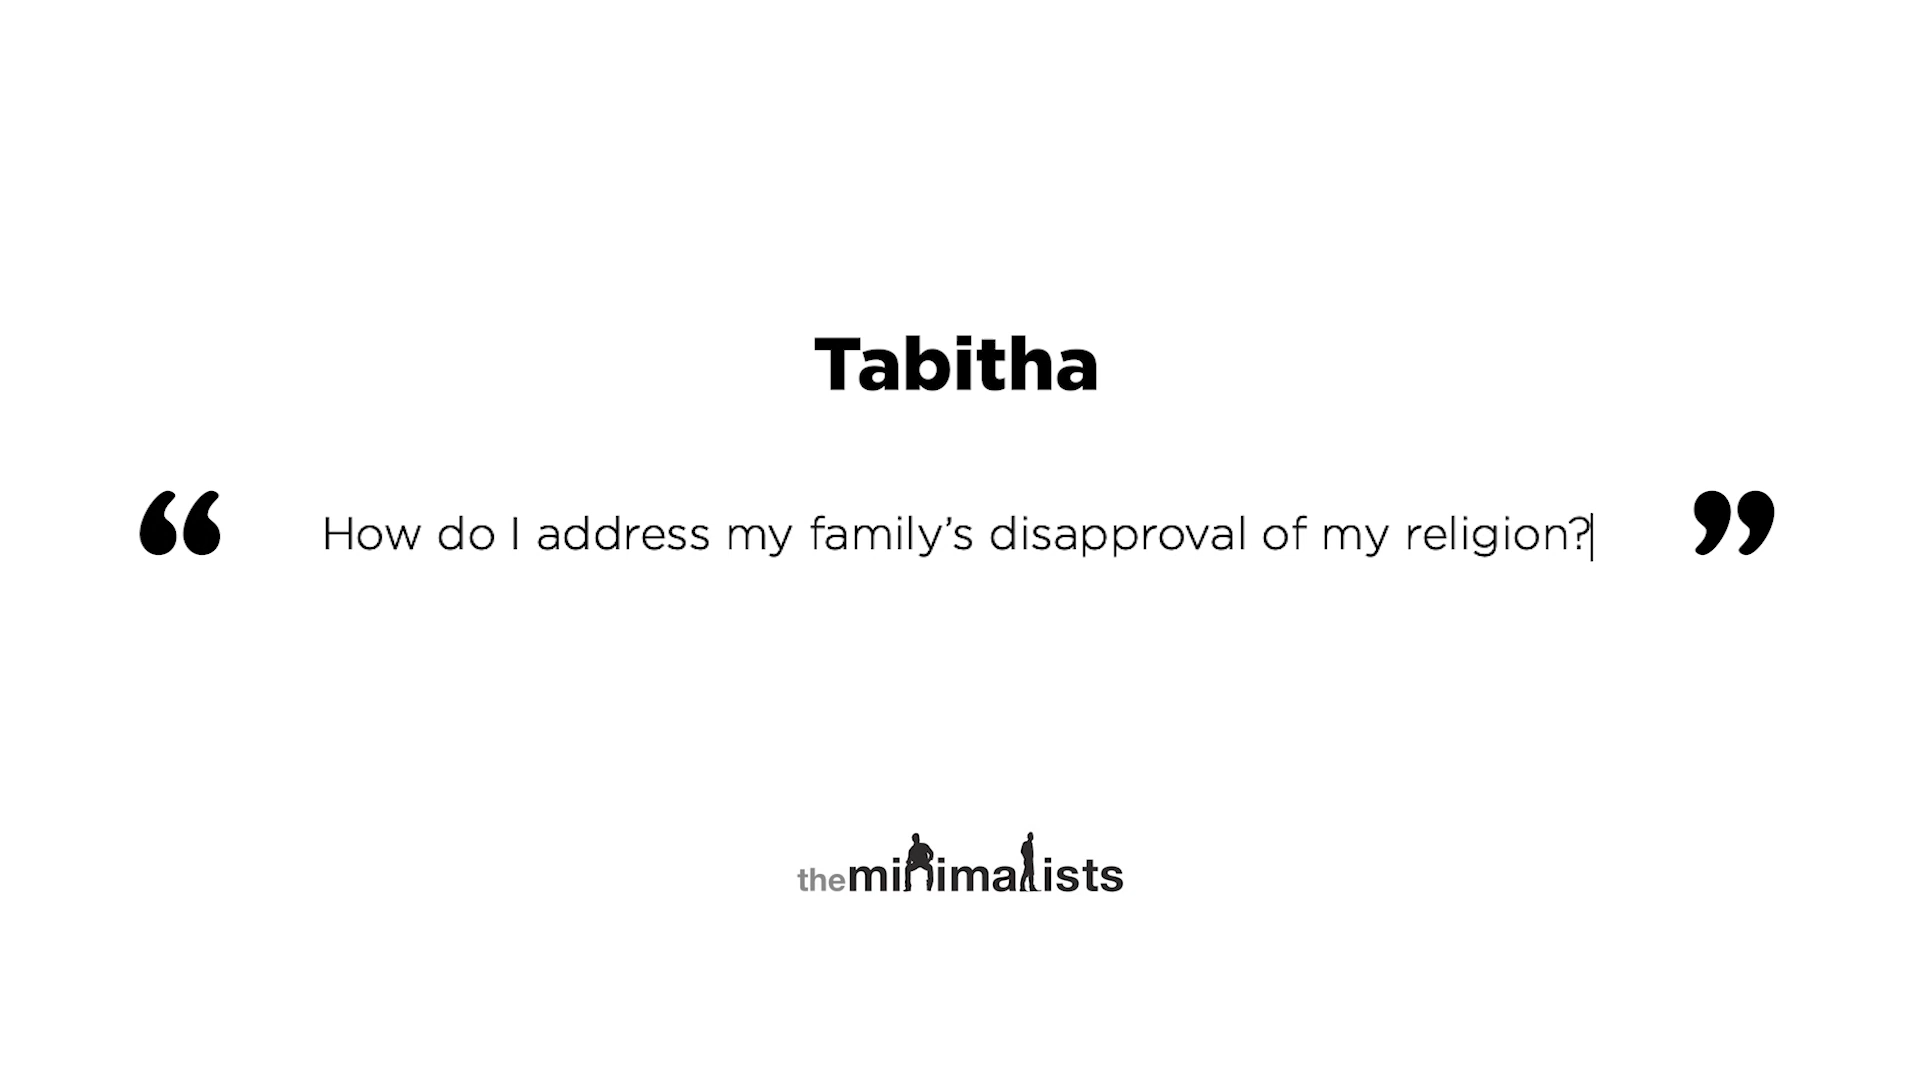 Tabitha
“ How do I address my family’s disapproval of my religion? ”
theminimalists